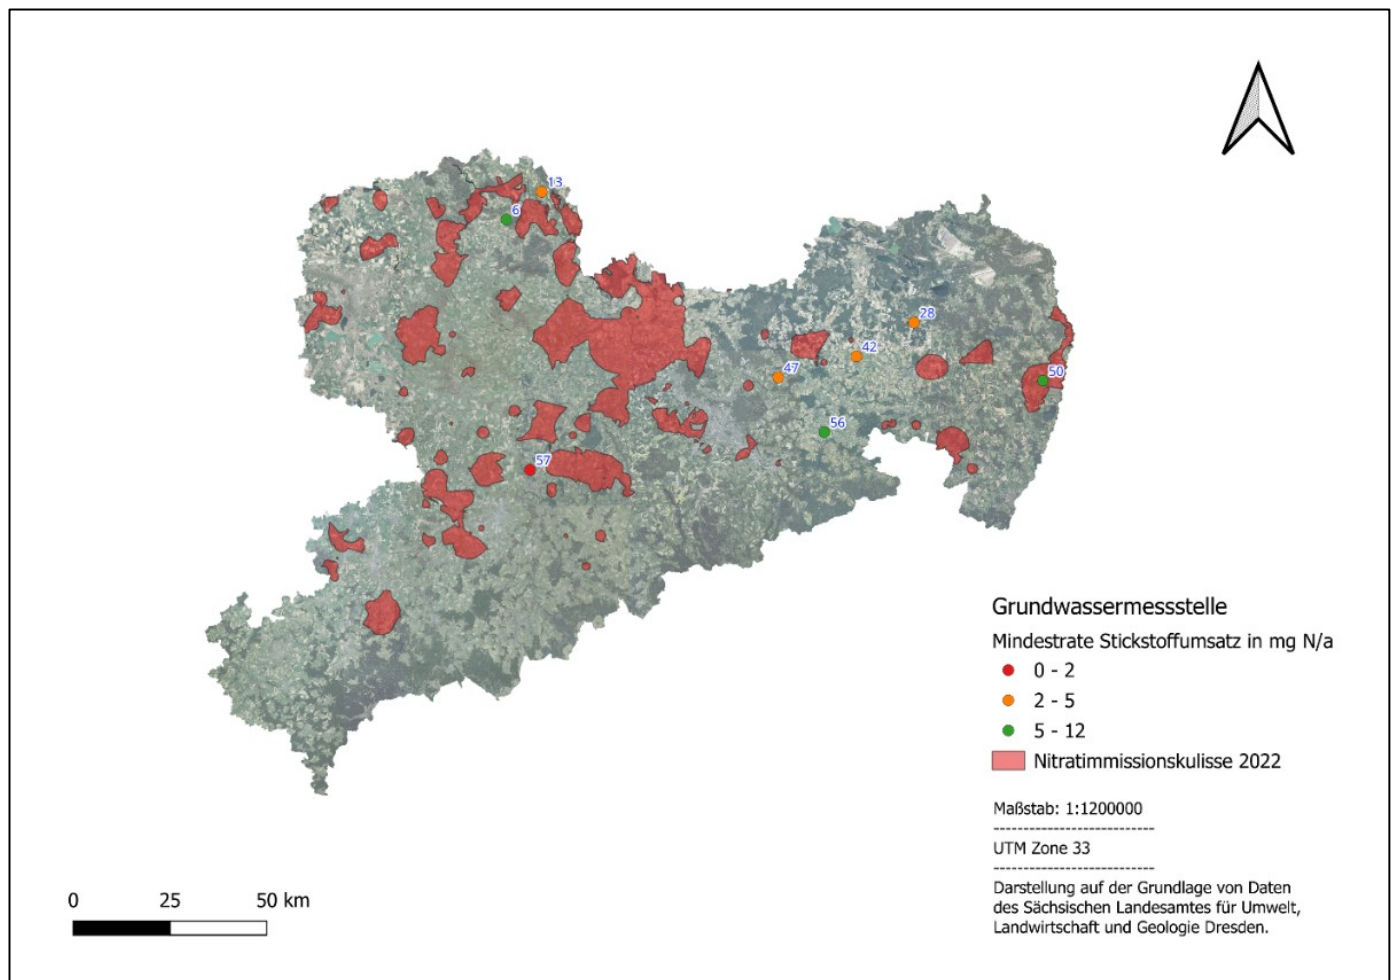 13
6
28
42
47
50
56
57
Grundwassermessstelle
Mindestrate Stickstoffumsatz in mg N/a
0 - 2
2 - 5
5 - 12
Nitratimmissionskulisse 2022
Maßstab: 1:1200000
---------------------------
UTM Zone 33
---------------------------
Darstellung auf der Grundlage von Daten
des Sächsischen Landesamtes für Umwelt,
Landwirtschaft und Geologie Dresden.
0 25 50 km